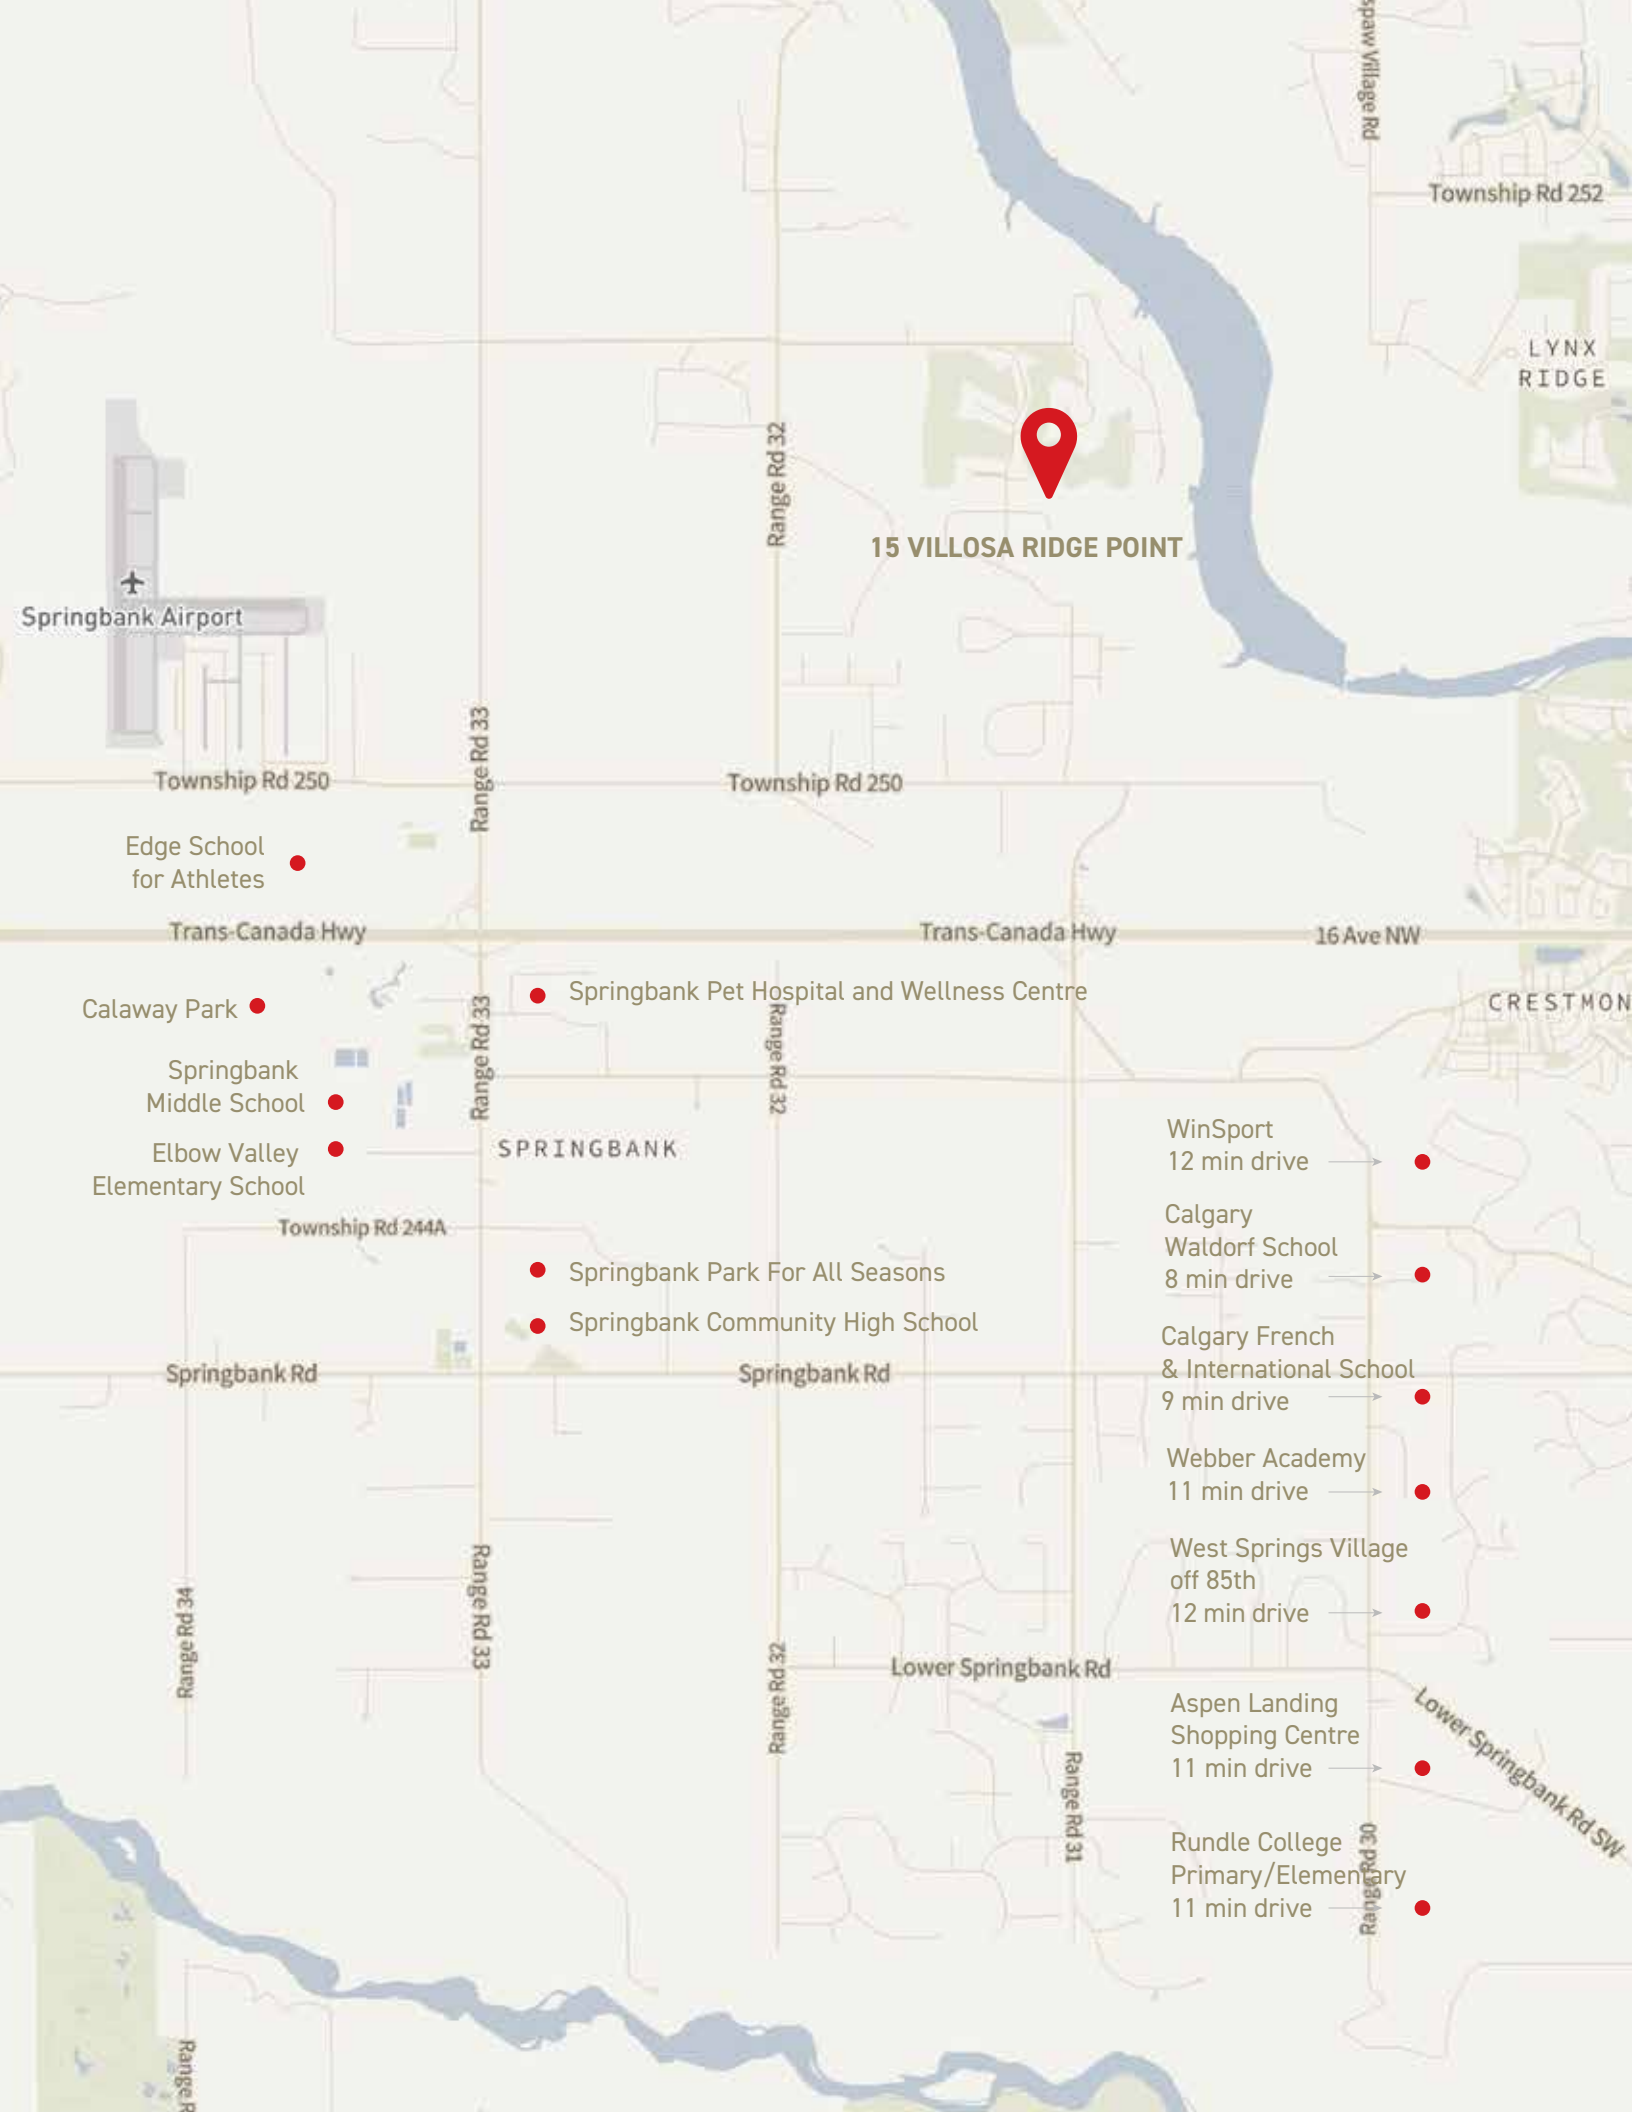 spaw Village Rd
Township Rd 252
LYNX
RIDGE
Range Rd 32
15 VILLOSA RIDGE POINT
Springbank Airport
Range Rd 33
Township Rd 250
Township Rd 250
Edge School
for Athletes
Trans-Canada Hwy
Trans-Canada Hwy
16 Ave NW
Calaway Park
Springbank Pet Hospital and Wellness Centre
CRESTMON
Range Rd 33
Range Rd 32
Springbank
Middle School
Elbow Valley
Elementary School
SPRINGBANK
WinSport
12 min drive
Township Rd 244A
Calgary
Waldorf School
8 min drive
Springbank Park For All Seasons
Springbank Community High School
Calgary French
& International School
9 min drive
Springbank Rd
Springbank Rd
Webber Academy
11 min drive
West Springs Village
off 85th
12 min drive
Range Rd 34
Range Rd 33
Range Rd 32
Lower Springbank Rd
Lower Springbank Rd SW
Aspen Landing
Shopping Centre
11 min drive
Range Rd 31
Range Rd 30
Rundle College
Primary/Elementary
11 min drive
Range R